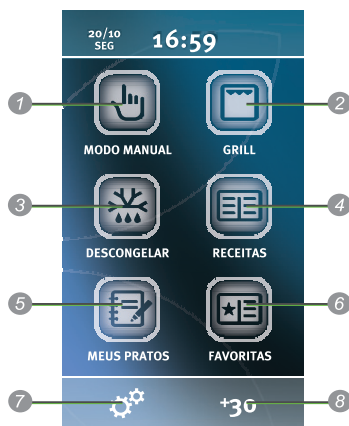 20/10 16:59
SEG
1 2
MODO MANUAL GRILL
3 4
DESCONGELAR RECEITAS
5 6
MEUS PRATOS FAVORITAS
7 +30 8